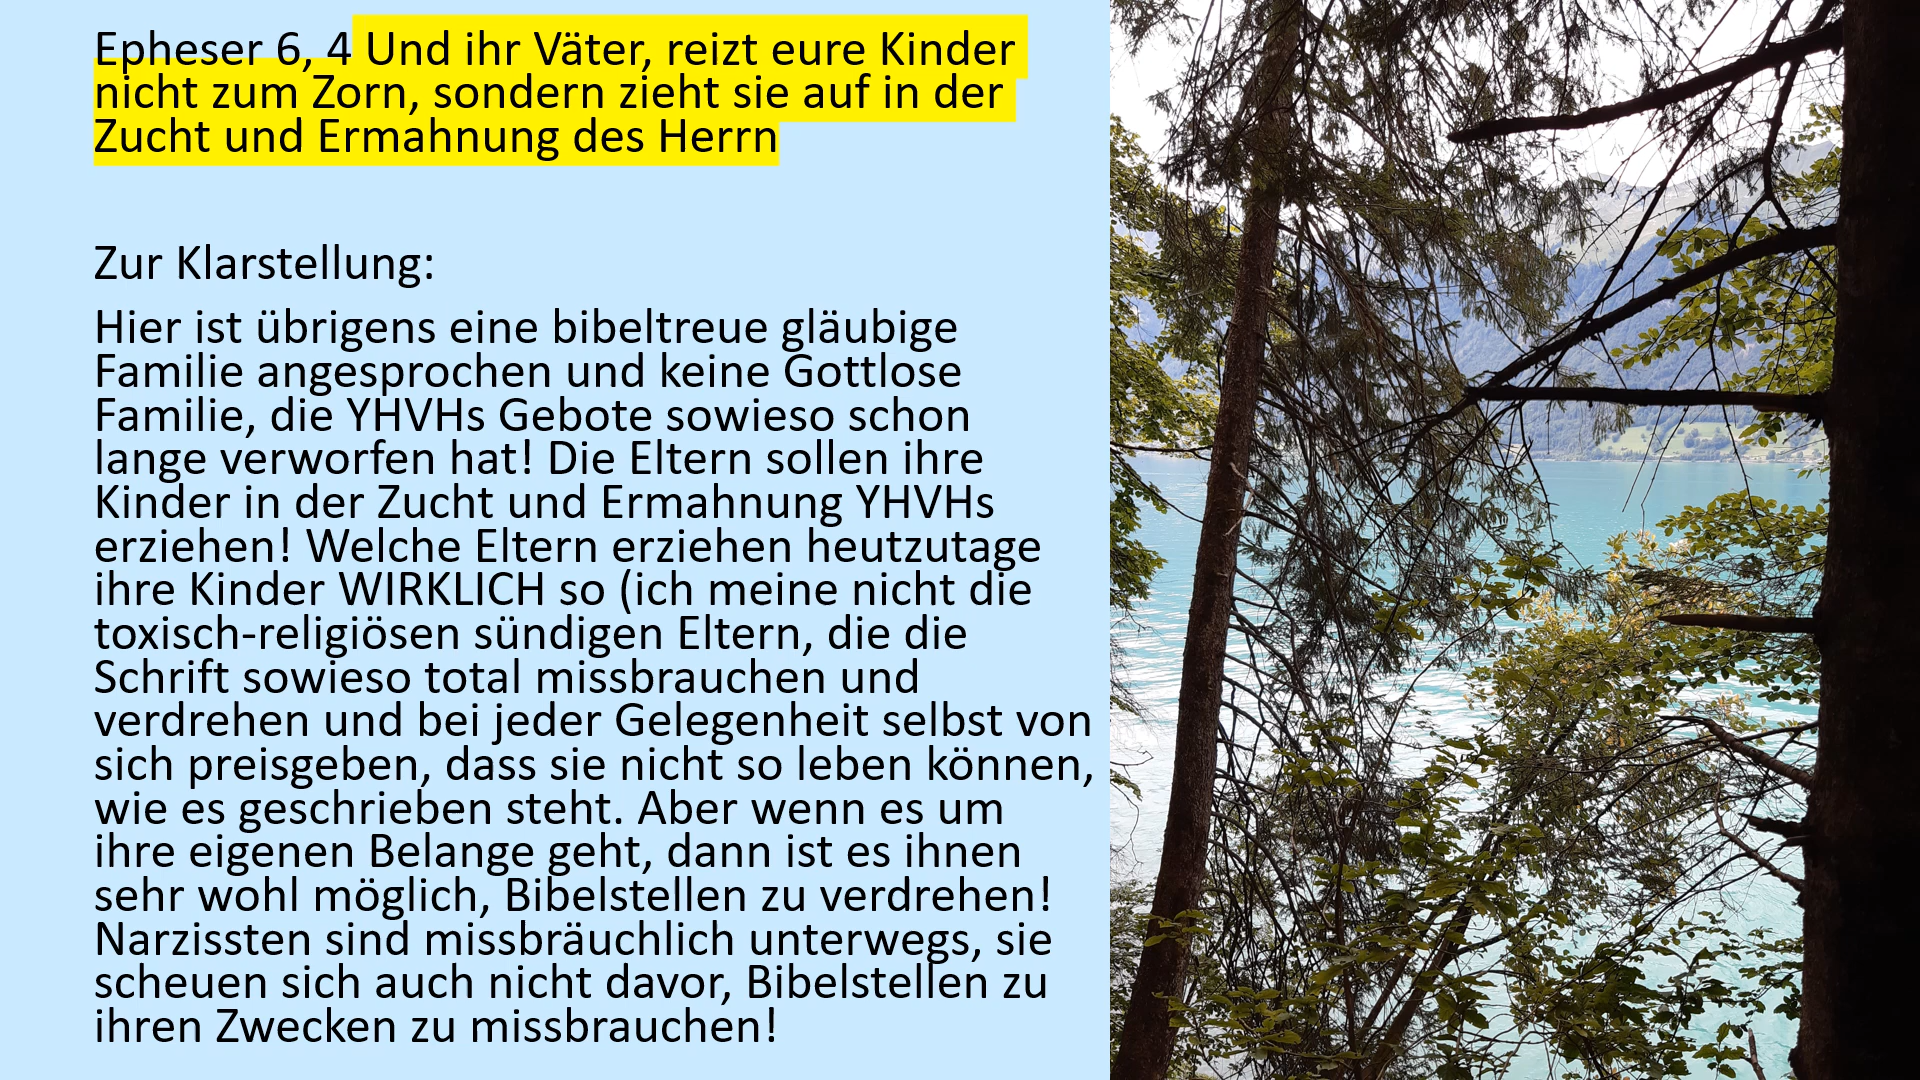 Epheser 6, 4 Und ihr Väter, reizt eure Kinder
nicht zum Zorn, sondern zieht sie auf in der
Zucht und Ermahnung des Herrn
Zur Klarstellung:
Hier ist übrigens eine bibeltreue gläubige
Familie angesprochen und keine Gottlose
Familie, die YHVHs Gebote sowieso schon
lange verworfen hat! Die Eltern sollen ihre
Kinder in der Zucht und Ermahnung YHVHs
erziehen! Welche Eltern erziehen heutzutage
ihre Kinder WIRKLICH so (ich meine nicht die
toxisch-religiösen sündigen Eltern, die die
Schrift sowieso total missbrauchen und
verdrehen und bei jeder Gelegenheit selbst von
sich preisgeben, dass sie nicht so leben können,
wie es geschrieben steht. Aber wenn es um
ihre eigenen Belange geht, dann ist es ihnen
sehr wohl möglich, Bibelstellen zu verdrehen!
Narzissten sind missbräuchlich unterwegs, sie
scheuen sich auch nicht davor, Bibelstellen zu
ihren Zwecken zu missbrauchen!